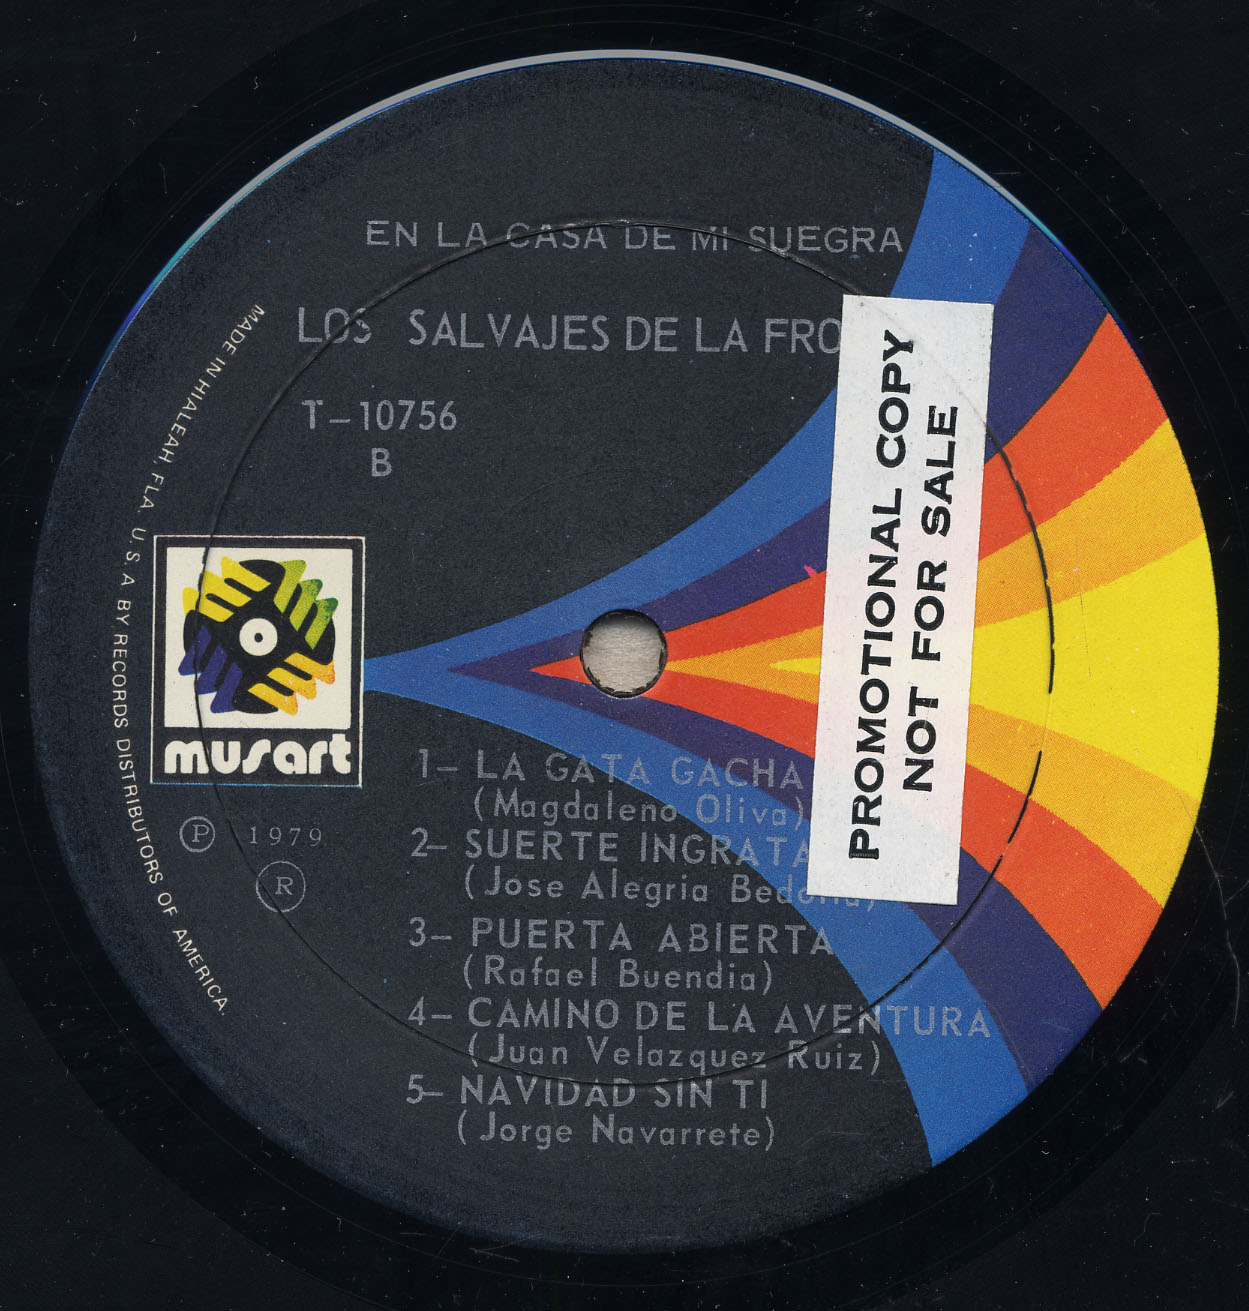 EN LA CASA DE MI SUEGRA
LOS SALVAJES DE LA FRO
T-10756
B
MADE IN HIALEAH, FLA. U.S.A BY RECORDS DISTRIBUTORS OF AMERICA.
PROMOTIONAL COPY
NOT FOR SALE
musart
P 1979
R
1- LA GATA GACHA
(Magdaleno Oliva)
2- SUERTE INGRATA
(Jose Alegria
3- PUERTA ABIERTA
(Rafael Buendia)
4- CAMINO DE LA AVENTURA
(Juan Velazquez Ruiz)
5- NAVIDAD SIN TI
(Jorge Navarrete)